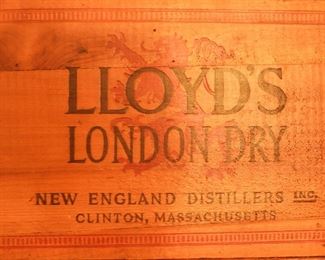 LLOYD'S
LONDON DRY
NEW ENGLAND DISTILLERS INC.
CLINTON, MASSACHUSETTS